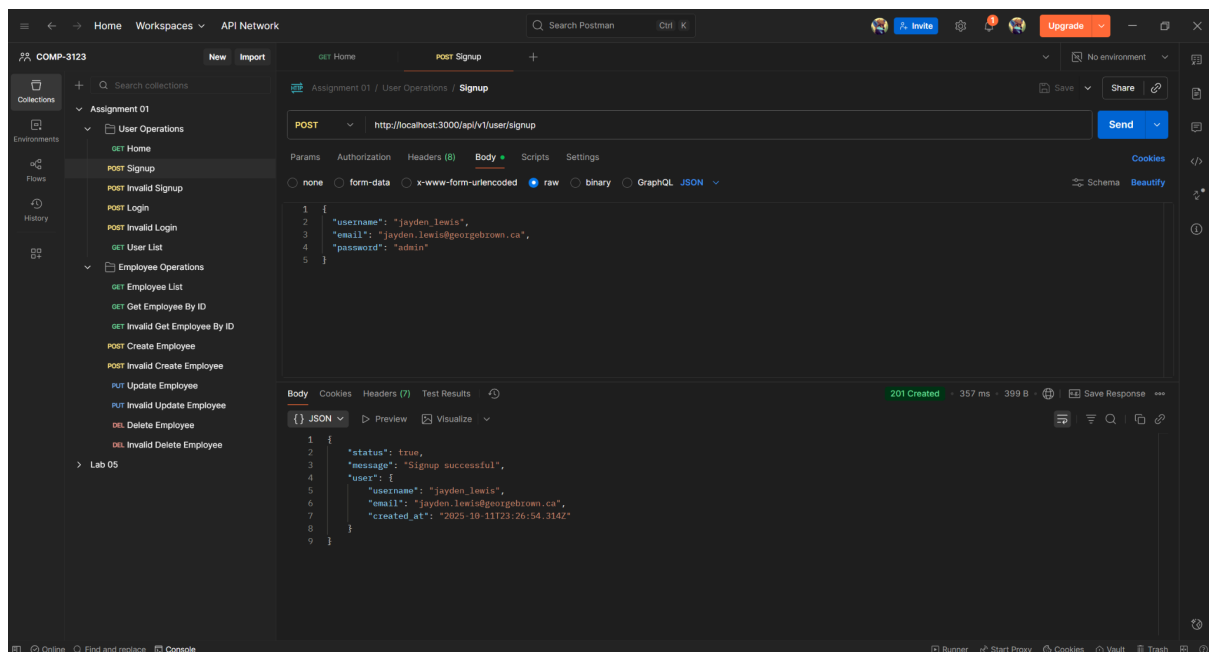 Home Workspaces API Network Search Postman Ctrl K Invite Upgrade
COMP-3123 New Import GET Home POST Signup No environment
Collections
Environments
Flows
History
Search collections
Assignment 01
User Operations
GET Home
POST Signup
POST Invalid Signup
POST Login
POST Invalid Login
GET User List
Employee Operations
GET Employee List
GET Get Employee By ID
GET Invalid Get Employee By ID
POST Create Employee
POST Invalid Create Employee
PUT Update Employee
PUT Invalid Update Employee
DEL Delete Employee
DEL Invalid Delete Employee
Lab 05
HTTP Assignment 01 / User Operations / Signup Save Share
POST http://localhost:3000/api/v1/user/signup Send
Params Authorization Headers (8) Body Scripts Settings Cookies
none form-data x-www-form-urlencoded raw binary GraphQL JSON Schema Beautify
1 {
2 "username": "jayden_lewis",
3 "email": "jayden.lewis@georgebrown.ca",
4 "password": "admin"
5 }
Body Cookies Headers (7) Test Results 201 Created 357 ms 399 B Save Response
{} JSON Preview Visualize
1 {
2 "status": true,
3 "message": "Signup successful",
4 "user": {
5 "username": "jayden_lewis",
6 "email": "jayden.lewis@georgebrown.ca",
7 "created_at": "2025-10-11T23:26:54.314Z"
8 }
9 }
Online Find and replace Console Runner Start Proxy Cookies Vault Trash